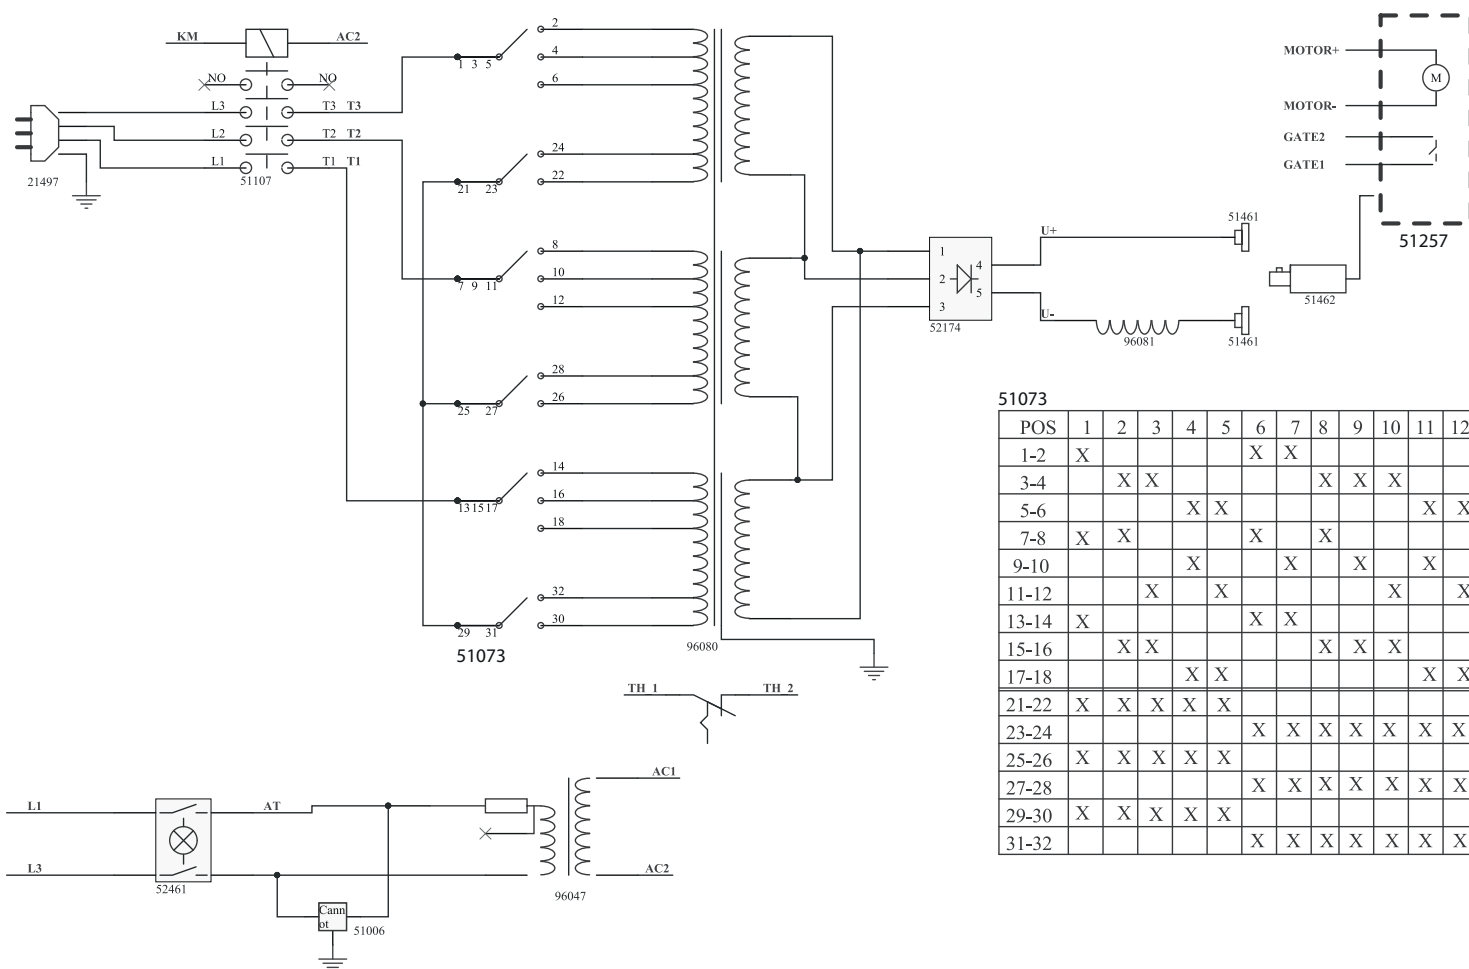 KM AC2
NO NO
L3 T3 T3
L2 T2 T2
L1 T1 T1
21497
51107
1 3 5
2
4
6
21 23
24
22
7 9 11
8
10
12
25 27
28
26
13 15 17
14
16
18
29 31
32
30
51073
96080
1
2
3
4
5
52174
U+
U-
51461
96081
51461
MOTOR+
MOTOR-
GATE2
GATE1
M
51257
51462
TH 1 TH 2
L1
L3
52461
AT
Cann
ot
51006
AC1
AC2
96047
51073
POS 1 2 3 4 5 6 7 8 9 10 11 12
1-2 X X X
3-4 X X X X X
5-6 X X X X
7-8 X X X X
9-10 X X X X
11-12 X X X X
13-14 X X X
15-16 X X X X X
17-18 X X X X
21-22 X X X X X
23-24 X X X X X X X
25-26 X X X X X
27-28 X X X X X X X
29-30 X X X X X
31-32 X X X X X X X